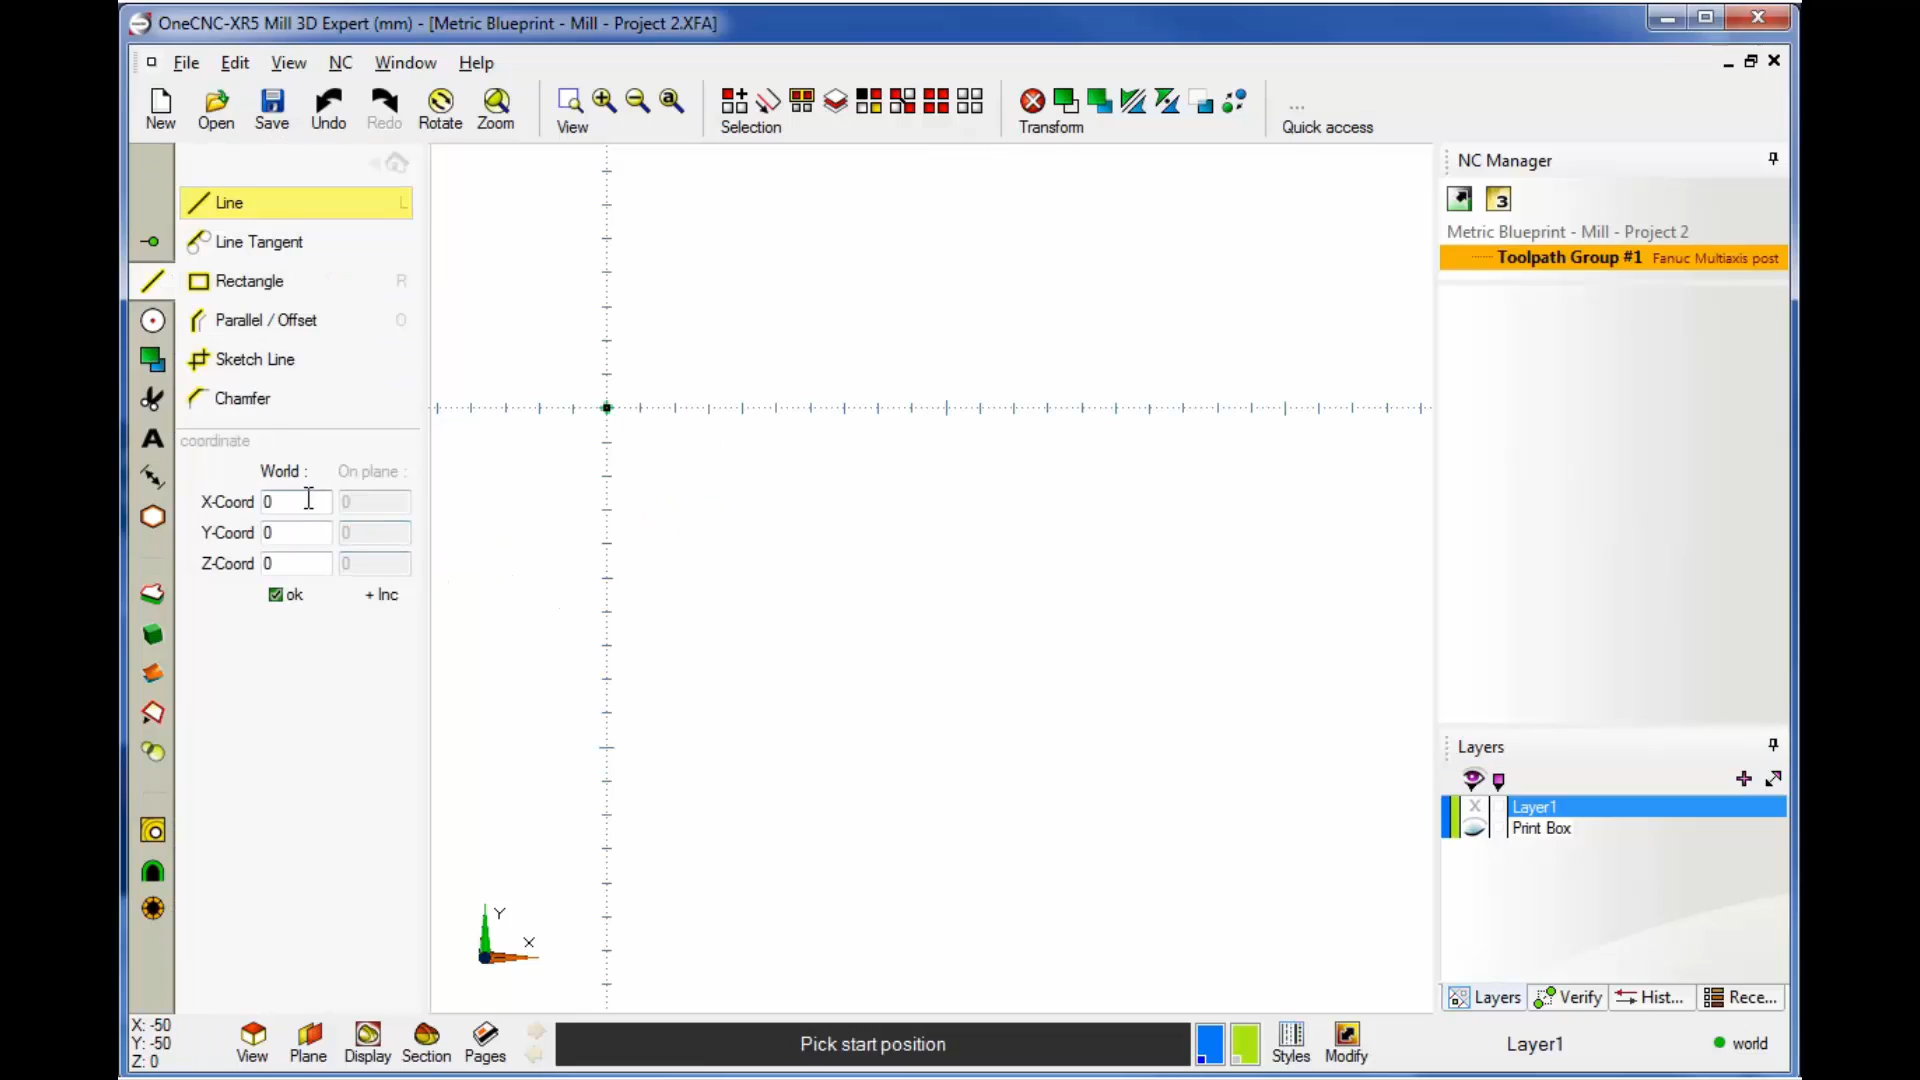 OneCNC-XR5 Mill 3D Expert (mm) - [Metric Blueprint - Mill - Project 2.XFA]
File Edit View NC Window Help
New Open Save Undo Redo Rotate Zoom View Selection Transform ... Quick access
Line L
Line Tangent
Rectangle R
Parallel / Offset O
Sketch Line
Chamfer
coordinate
World : On plane :
X-Coord 0 0
Y-Coord 0 0
Z-Coord 0 0
ok + Inc
Y
X
NC Manager
3
Metric Blueprint - Mill - Project 2
Toolpath Group #1 Fanuc Multiaxis post
Layers
X Layer1
Print Box
Layers Verify Hist... Rece...
X: -50
Y: -50
Z: 0
View Plane Display Section Pages
Pick start position
Styles Modify
Layer1
world